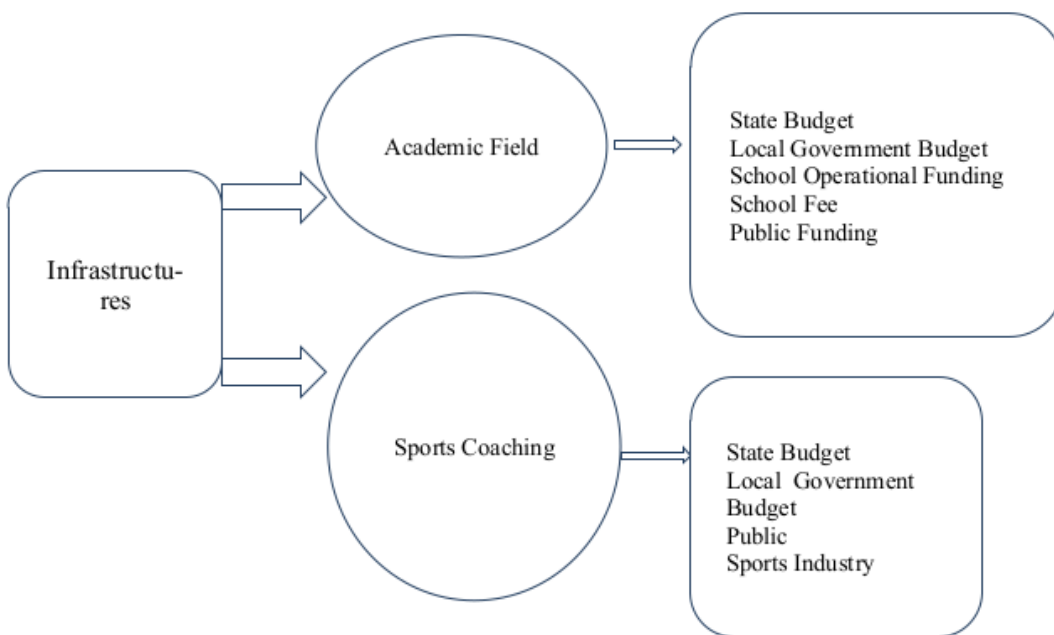 Infrastructu-
res
Academic Field
State Budget
Local Government Budget
School Operational Funding
School Fee
Public Funding
Sports Coaching
State Budget
Local Government
Budget
Public
Sports Industry